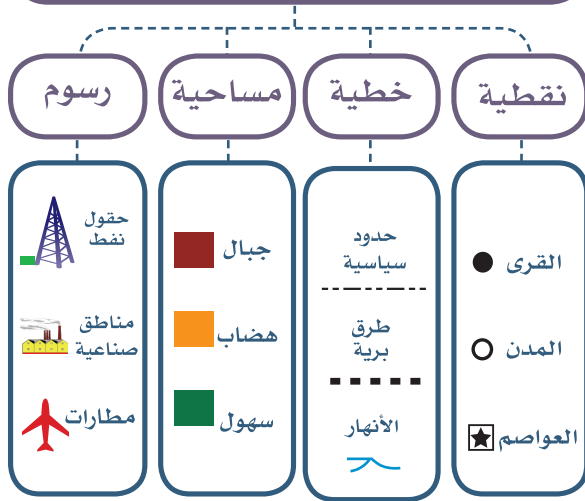 نقطية
خطية
مساحية
رسوم
القرى
المدن
العواصم
حدود
سياسية
طرق
برية
الأنهار
جبال
هضاب
سهول
حقول
نفط
مناطق
صناعية
مطارات